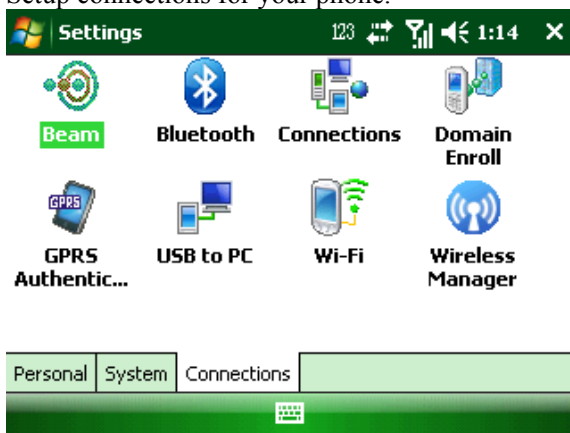 Setup connections for your phone.
Settings 123 1:14
Beam Bluetooth Connections Domain Enroll
GPRS
GPRS Authentic... USB to PC Wi-Fi Wireless Manager
Personal System Connections